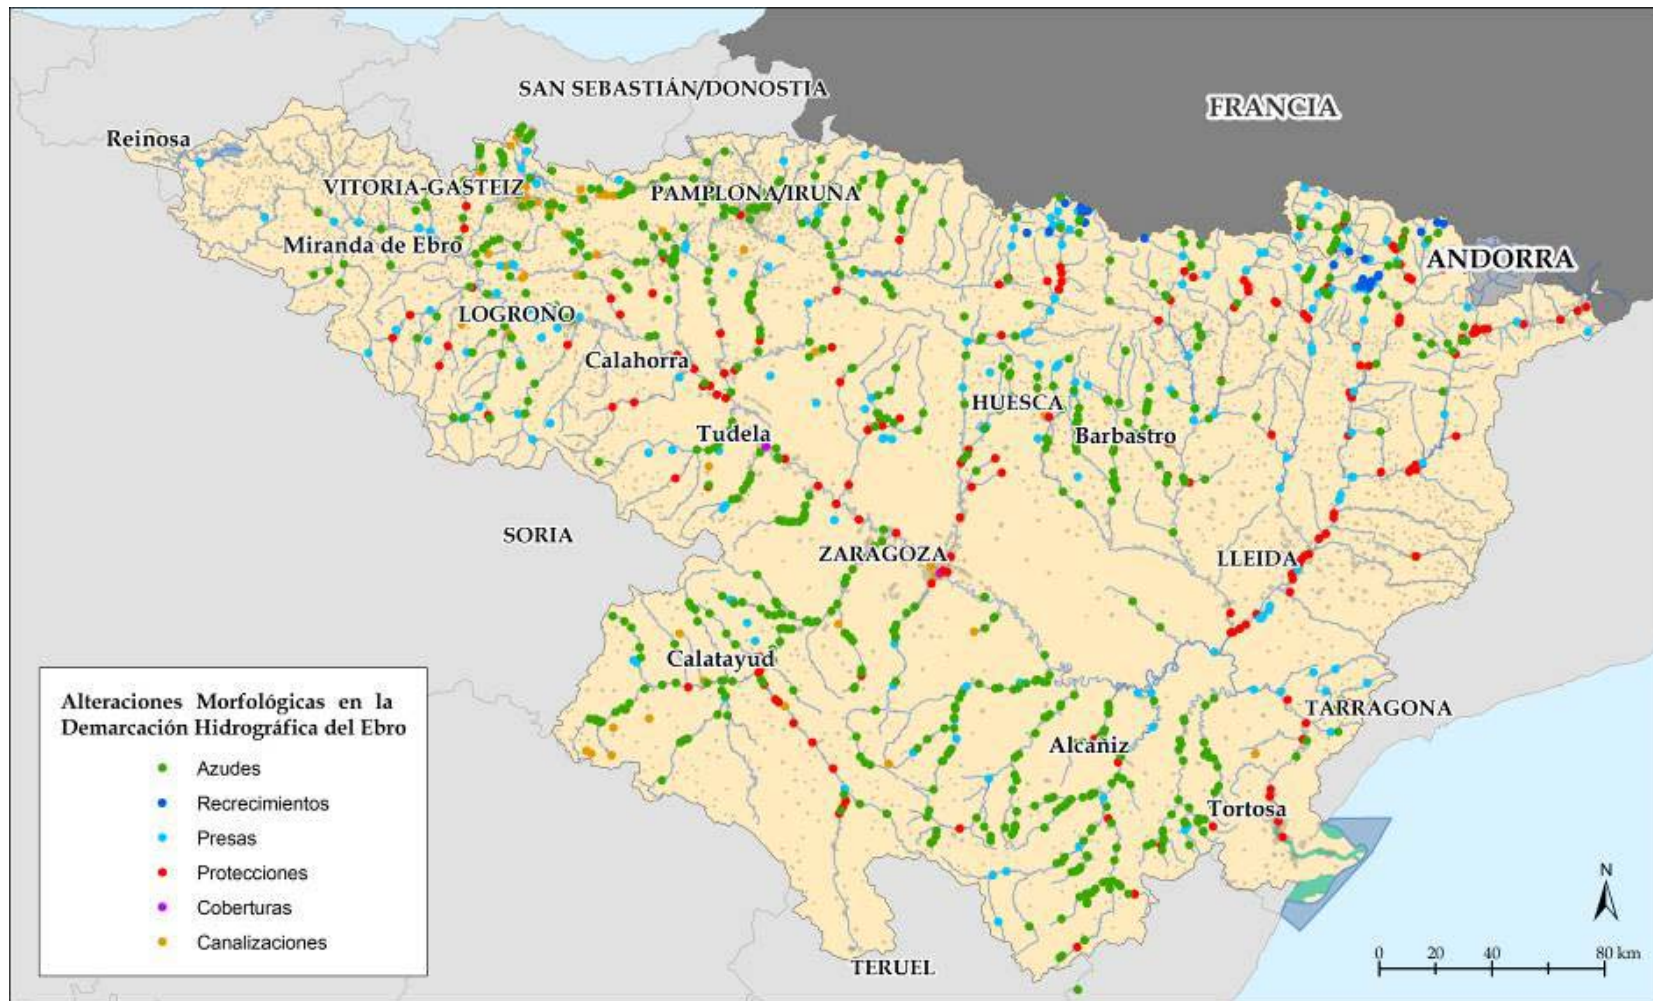 SAN SEBASTIÁN/DONOSTIA
FRANCIA
Reinosa
VITORIA-GASTEIZ
PAMPLONA/IRUÑA
Miranda de Ebro
ANDORRA
LOGROÑO
Calahorra
HUESCA
Tudela
Barbastro
SORIA
ZARAGOZA
LLEIDA
Calatayud
TARRAGONA
Alcañiz
Tortosa
TERUEL
Alteraciones Morfológicas en la
Demarcación Hidrográfica del Ebro
Azudes
Recrecimientos
Presas
Protecciones
Coberturas
Canalizaciones
N
0 20 40 80 km